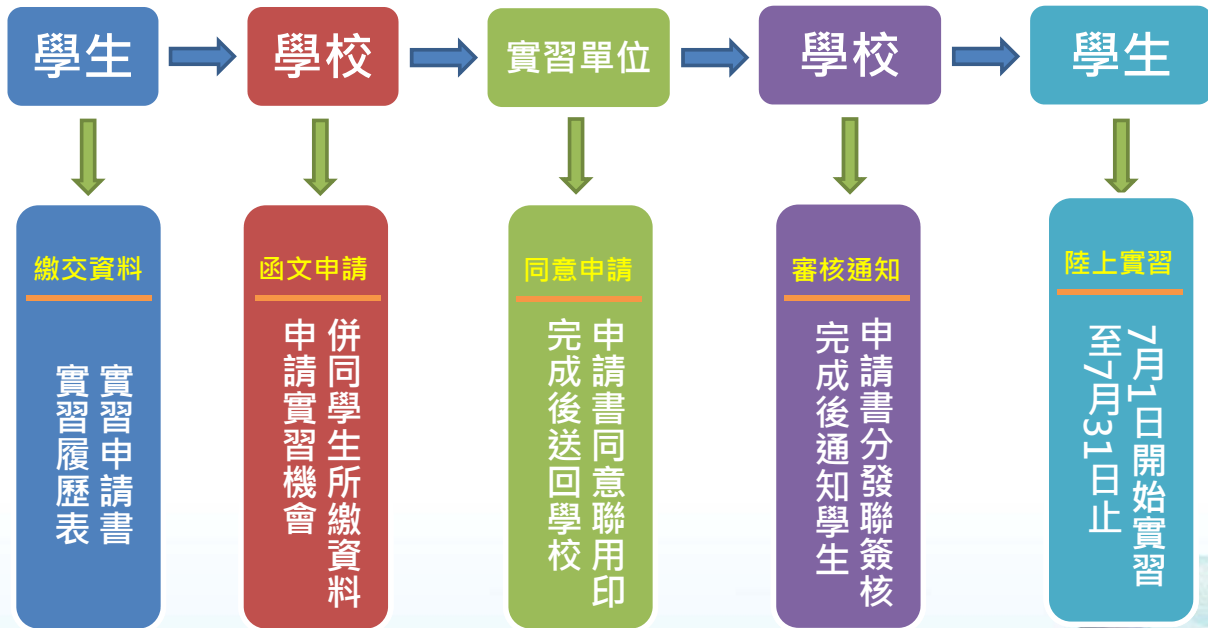 學生
學校
實習單位
學校
學生
繳交資料
實習申請書
實習履歷表
函文申請
併同學生所繳資料
申請實習機會
同意申請
申請書同意聯用印
完成後送回學校
審核通知
申請書分發聯簽核
完成後通知學生
陸上實習
7月1日開始實習
至7月31日止